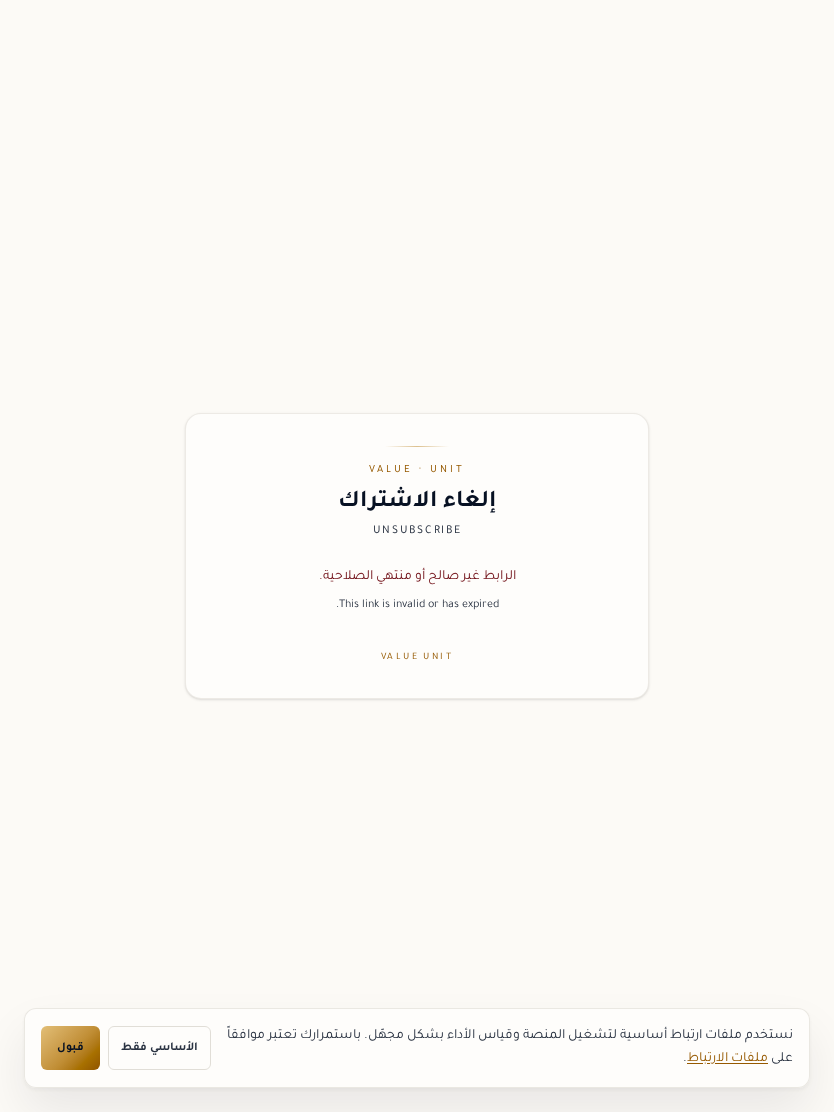 VALUE · UNIT
إلغاء الاشتراك
UNSUBSCRIBE
الرابط غير صالح أو منتهي الصلاحية.
This link is invalid or has expired.
VALUE UNIT
نستخدم ملفات ارتباط أساسية لتشغيل المنصة وقياس الأداء بشكل مجهّل. باستمرارك تعتبر موافقاً
على ملفات الارتباط.
الأساسي فقط
قبول